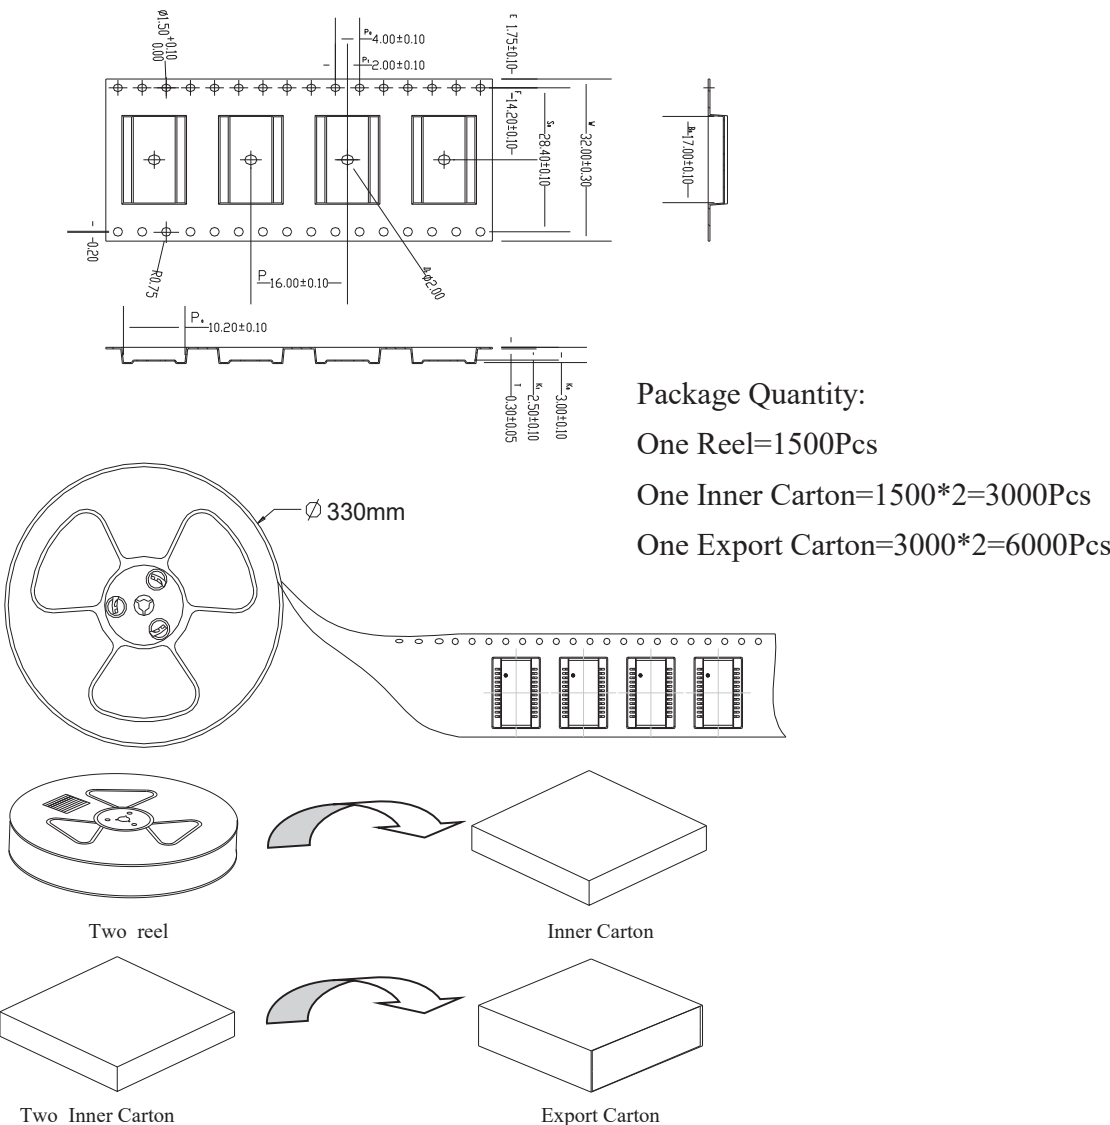 Ø1.50 +0.10 0.00
P₀ 4.00±0.10
P₁ 2.00±0.10
E 1.75±0.10
F 14.20±0.10
S₀ 28.40±0.10
W 32.00±0.30
B₀ 17.00±0.10
0.20
R0.75
P 16.00±0.10
4-Ø2.00
10.20±0.10
T 0.30±0.05
K₁ 2.50±0.10
K₀ 3.00±0.10
Package Quantity:
One Reel=1500Pcs
One Inner Carton=1500*2=3000Pcs
One Export Carton=3000*2=6000Pcs
Ø 330mm
Two reel
Inner Carton
Two Inner Carton
Export Carton